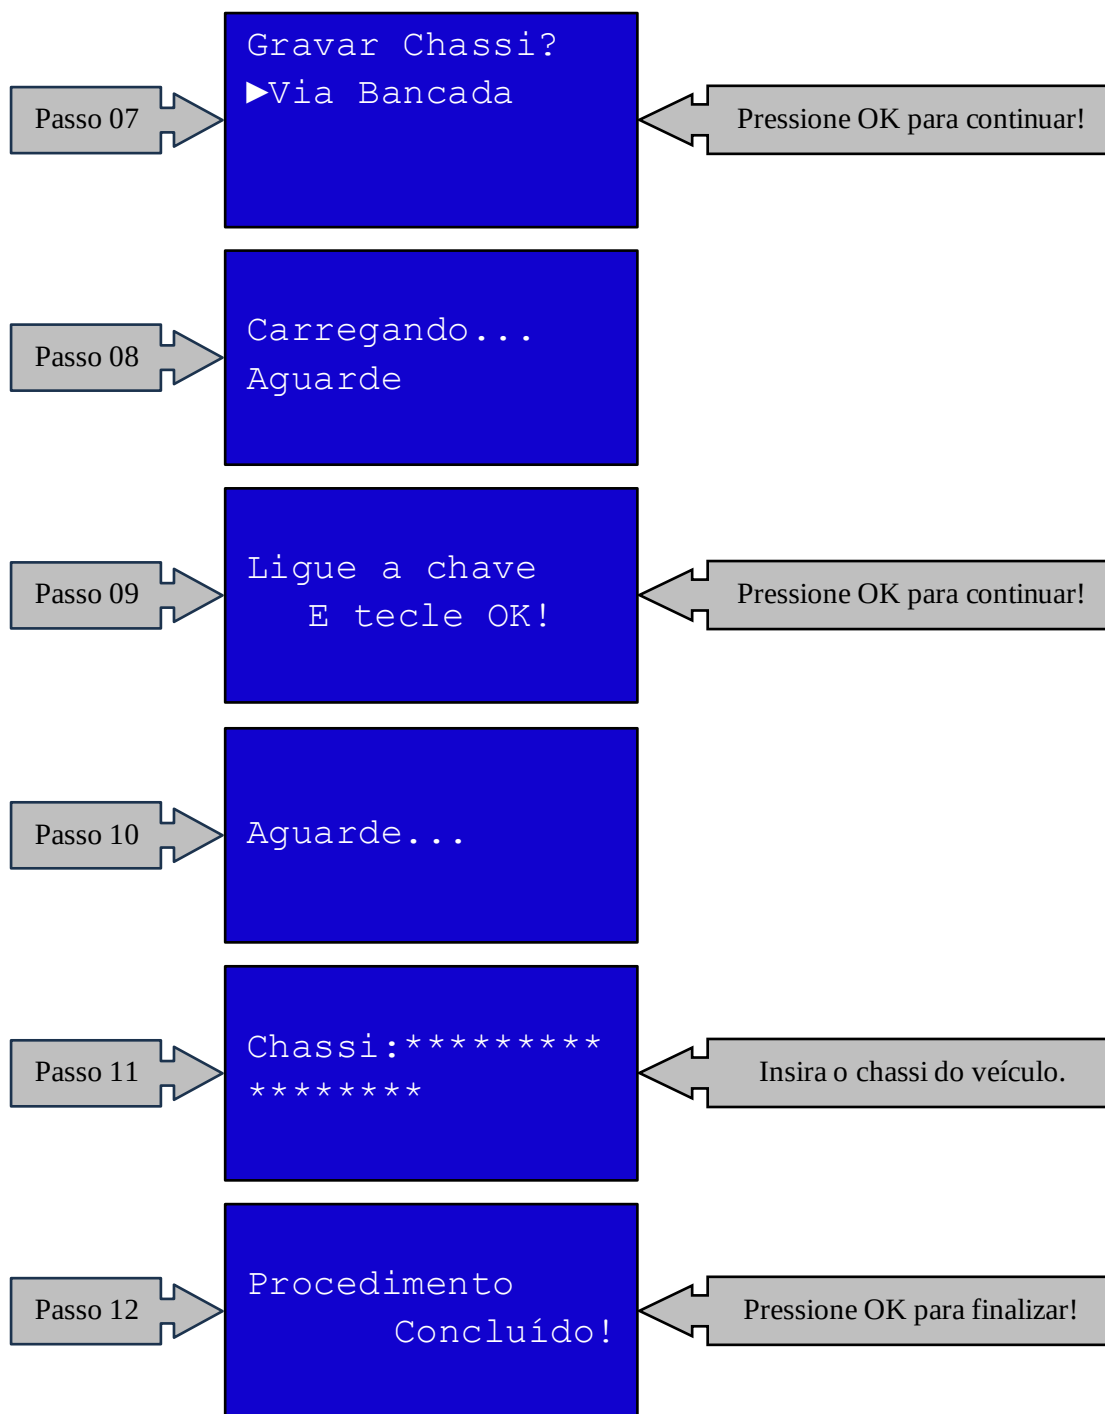 Gravar Chassi?
Passo 07
►Via Bancada
Pressione OK para continuar!
Passo 08
Carregando...
Aguarde
Passo 09
Ligue a chave
E tecle OK!
Pressione OK para continuar!
Passo 10
Aguarde...
Passo 11
Chassi:*********
********
Insira o chassi do veículo.
Passo 12
Procedimento
Concluído!
Pressione OK para finalizar!